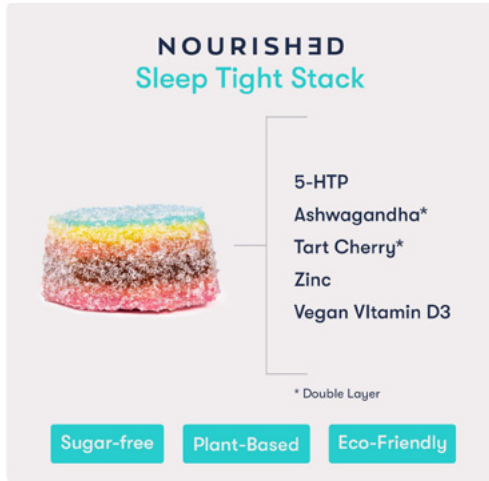 NOURISHƎD
Sleep Tight Stack
5-HTP
Ashwagandha*
Tart Cherry*
Zinc
Vegan VItamin D3
* Double Layer
Sugar-free
Plant-Based
Eco-Friendly